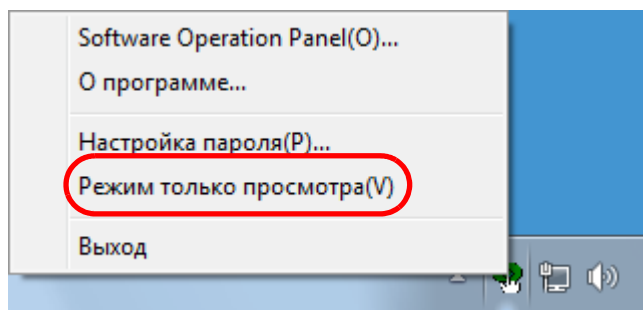 Software Operation Panel(O)...
О программе...
Настройка пароля(P)...
Режим только просмотра(V)
Выход